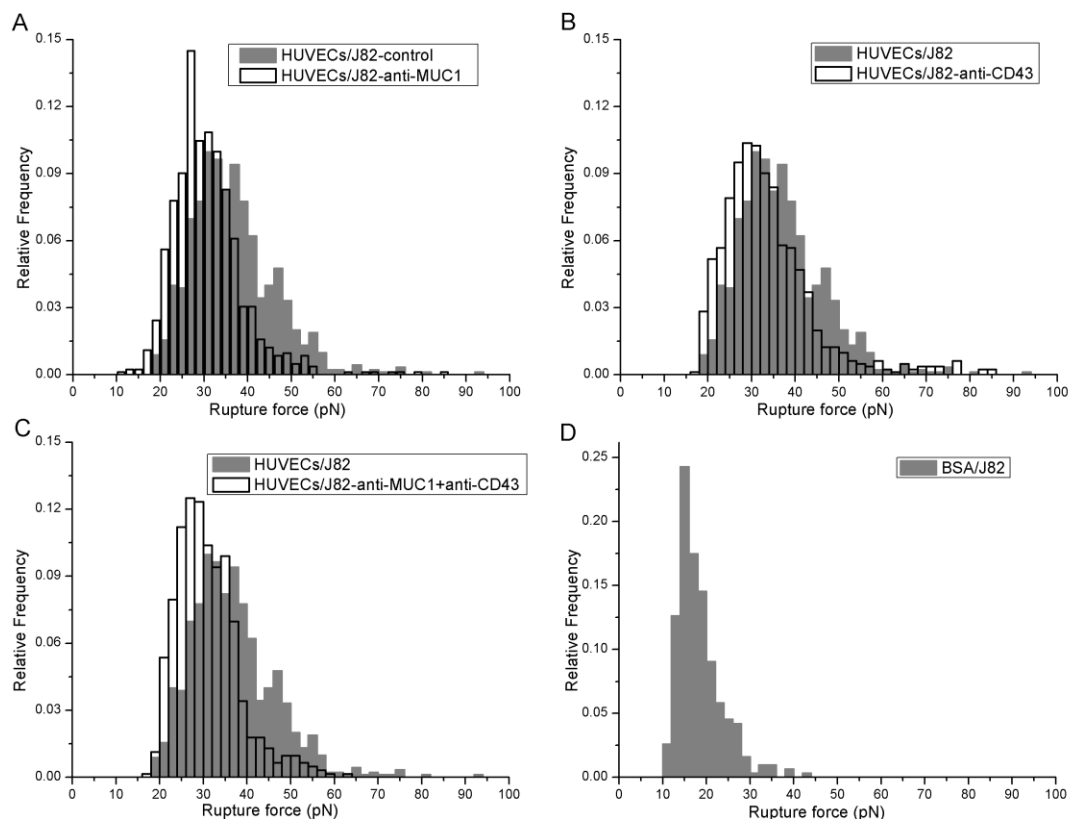 A
0.15
0.12
0.09
0.06
0.03
0.00
Relative Frequency
HUVECs/J82-control
HUVECs/J82-anti-MUC1
0 10 20 30 40 50 60 70 80 90 100
Rupture force (pN)
B
0.15
0.12
0.09
0.06
0.03
0.00
Relative Frequency
HUVECs/J82
HUVECs/J82-anti-CD43
0 10 20 30 40 50 60 70 80 90 100
Rupture force (pN)
C
0.15
0.12
0.09
0.06
0.03
0.00
Relative Frequency
HUVECs/J82
HUVECs/J82-anti-MUC1+anti-CD43
0 10 20 30 40 50 60 70 80 90 100
Rupture force (pN)
D
0.25
0.20
0.15
0.10
0.05
0.00
Relative Frequency
BSA/J82
0 10 20 30 40 50 60 70 80 90 100
Rupture force (pN)